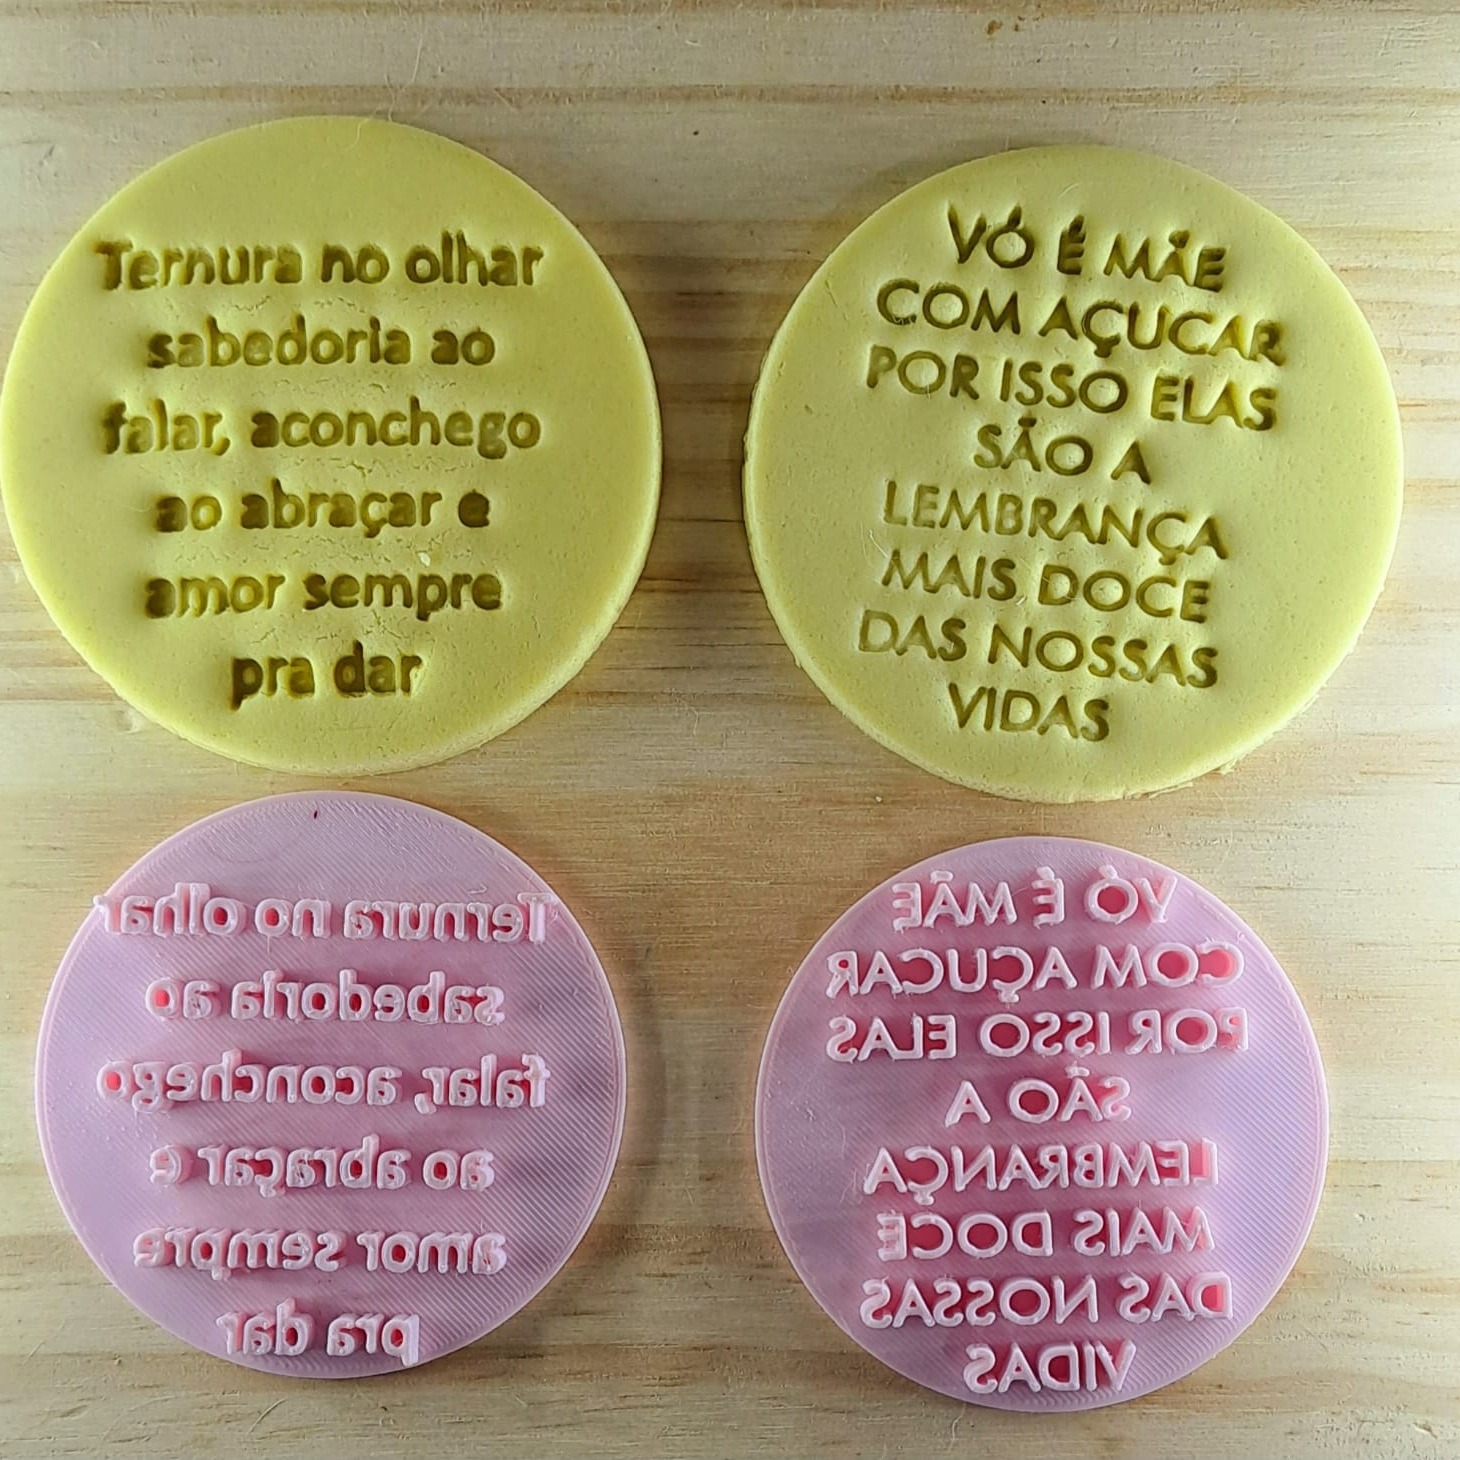 Ternura no olhar
sabedoria ao
falar, aconchego
ao abraçar e
amor sempre
pra dar
VÓ É MÃE
COM AÇUCAR
POR ISSO ELAS
SÃO A
LEMBRANÇA
MAIS DOCE
DAS NOSSAS
VIDAS
Ternura no olhar
sabedoria ao
falar, aconchego
ao abraçar e
amor sempre
pra dar
VÓ É MÃE
COM AÇUCAR
POR ISSO ELAS
SÃO A
LEMBRANÇA
MAIS DOCE
DAS NOSSAS
VIDAS